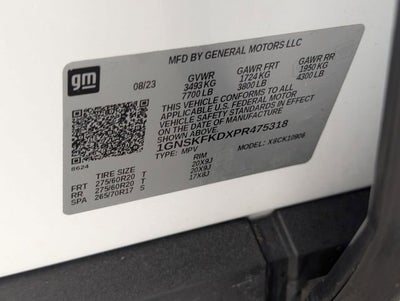 gm
MFD BY GENERAL MOTORS LLC
08/23
GVWR GAWR FRT GAWR RR
3493 KG 1724 KG 1950 KG
7700 LB 3800 LB 4300 LB
THIS VEHICLE CONFORMS TO ALL
APPLICABLE U.S. FEDERAL MOTOR
VEHICLE SAFETY STANDARDS IN
EFFECT ON THE DATE OF
MANUFACTURE SHOWN ABOVE.
1GNSKFKDXPR475318
8624
TYPE: MPV MODEL: XSCK10906
TIRE SIZE RIM
FRT 275/60R20 T 20X9J
RR 275/60R20 T 20X9J
SPA 265/70R17 S 17X8J